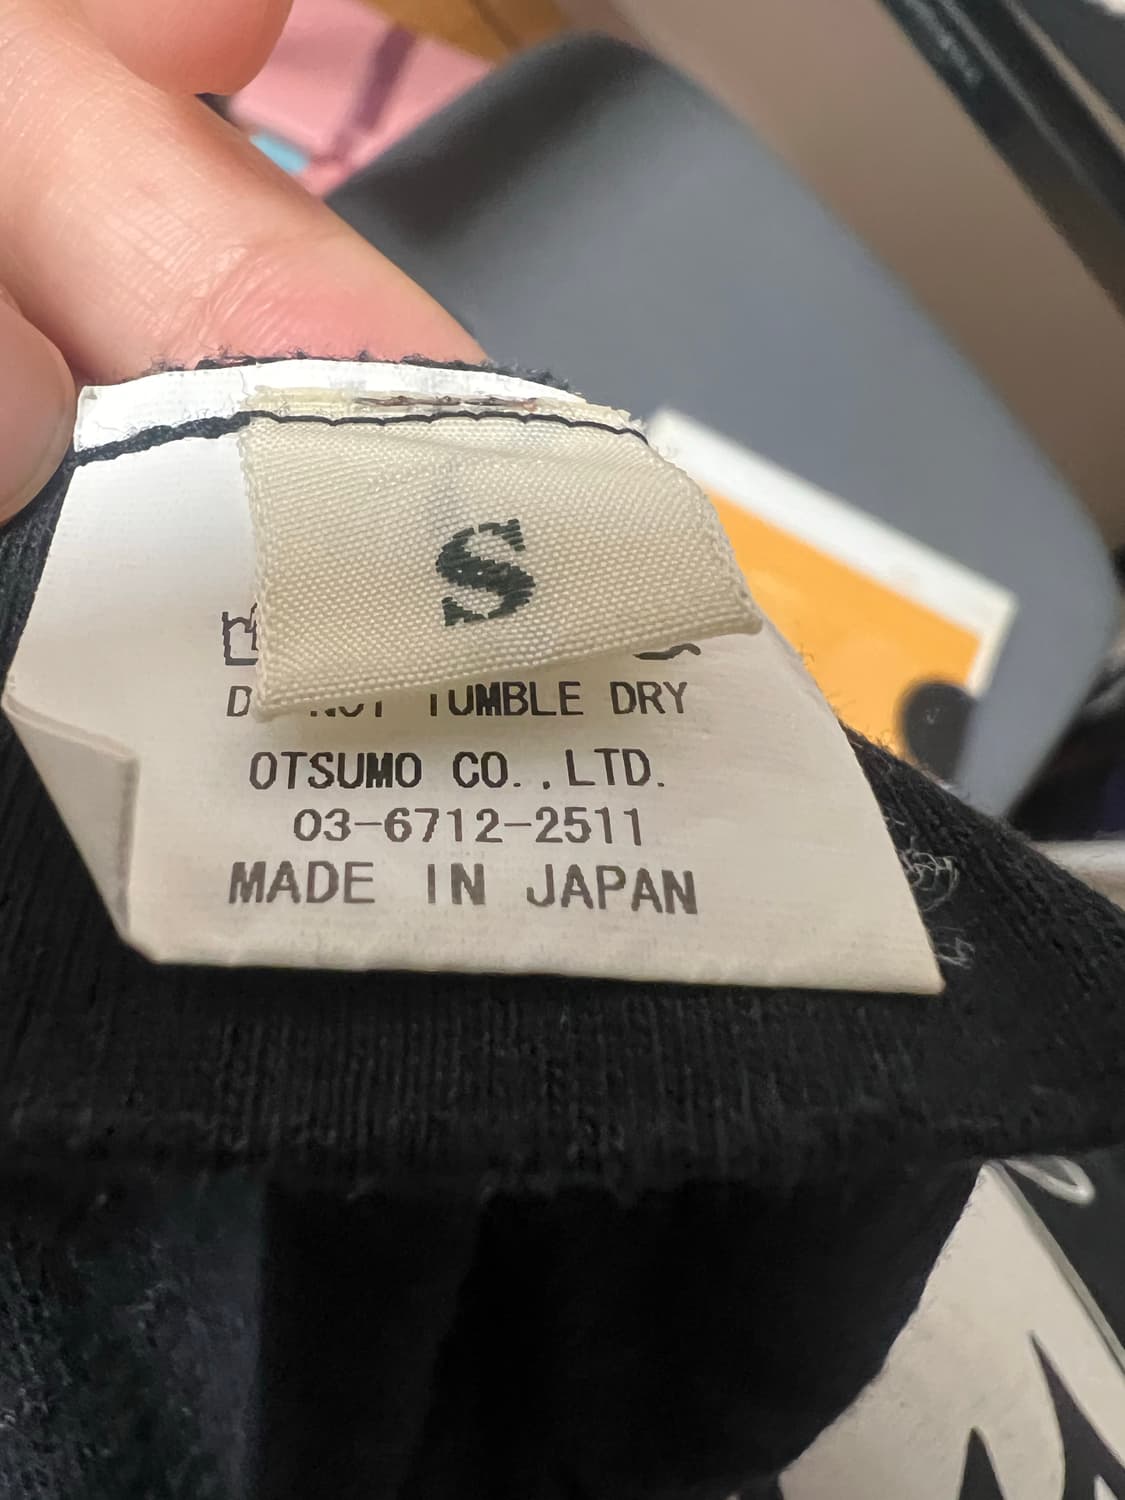 S
TUMBLE DRY
OTSUMO CO.,LTD.
03-6712-2511
MADE IN JAPAN